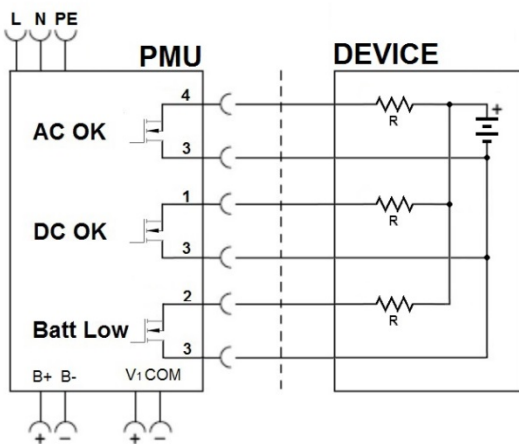 L N PE
PMU DEVICE
4
R
AC OK
3
1
R
DC OK
3
2
R
Batt Low
3
B+ B- V1 COM
+ − + −
+